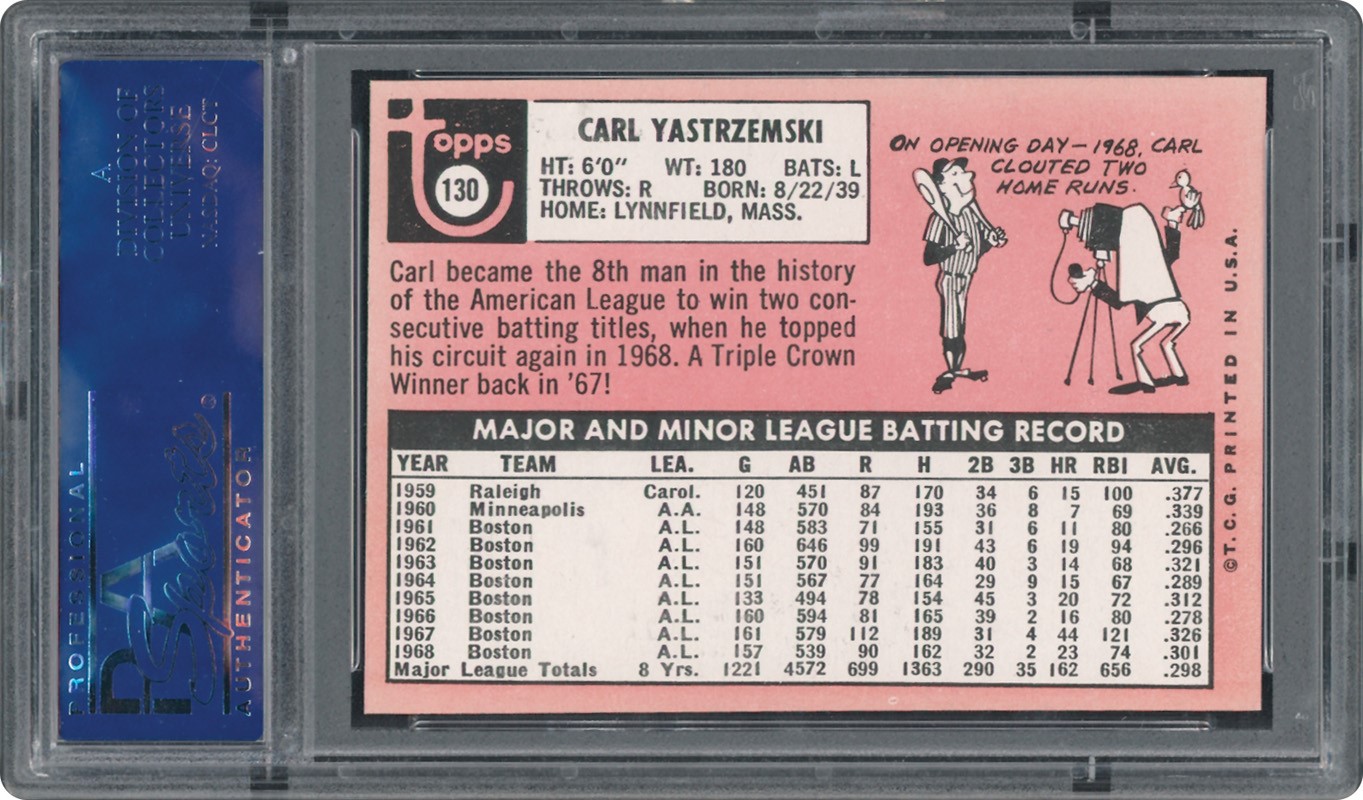 A
DIVISION OF
COLLECTORS
UNIVERSE
NASDAQ: CLCT
PROFESSIONAL
PSA
Sports
®
AUTHENTICATOR
topps
130
CARL YASTRZEMSKI
HT: 6'0" WT: 180 BATS: L
THROWS: R BORN: 8/22/39
HOME: LYNNFIELD, MASS.
Carl became the 8th man in the history
of the American League to win two con-
secutive batting titles, when he topped
his circuit again in 1968. A Triple Crown
Winner back in '67!
ON OPENING DAY—1968, CARL
CLOUTED TWO
HOME RUNS.
MAJOR AND MINOR LEAGUE BATTING RECORD
YEAR TEAM LEA. G AB R H 2B 3B HR RBI AVG.
1959 Raleigh Carol. 120 451 87 170 34 6 15 100 .377
1960 Minneapolis A.A. 148 570 84 193 36 8 7 69 .339
1961 Boston A.L. 148 583 71 155 31 6 11 80 .266
1962 Boston A.L. 160 646 99 191 43 6 19 94 .296
1963 Boston A.L. 151 570 91 183 40 3 14 68 .321
1964 Boston A.L. 151 567 77 164 29 9 15 67 .289
1965 Boston A.L. 133 494 78 154 45 3 20 72 .312
1966 Boston A.L. 160 594 81 165 39 2 16 80 .278
1967 Boston A.L. 161 579 112 189 31 4 44 121 .326
1968 Boston A.L. 157 539 90 162 32 2 23 74 .301
Major League Totals 8 Yrs. 1221 4572 699 1363 290 35 162 656 .298
©T.C.G. PRINTED IN U.S.A.